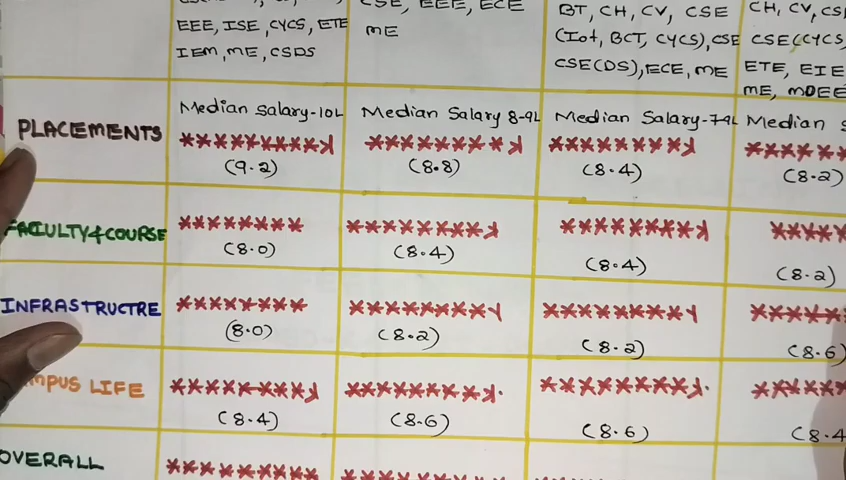 CSE, EEE, ECE
BT, CH, CV, CSE
CH, CV, CS
EEE, ISE, CYCS, ETE
ME
(IOt, BCT, CYCS), CSE
CSE(CYCS)
IEM, ME, CSDS
CSE(DS), ECE, ME
ETE, EIE
ME, MDEE
PLACEMENTS
Median Salary-10L
Median Salary 8-9L
Median Salary-74L
Median S
(9.2)
(8.8)
(8.4)
(8.2)
FACULTY & COURSE
(8.0)
(8.4)
(8.4)
(8.2)
INFRASTRUCTRE
(8.0)
(8.2)
(8.2)
(8.6)
MPUS LIFE
(8.4)
(8.6)
(8.6)
(8.4
OVERALL